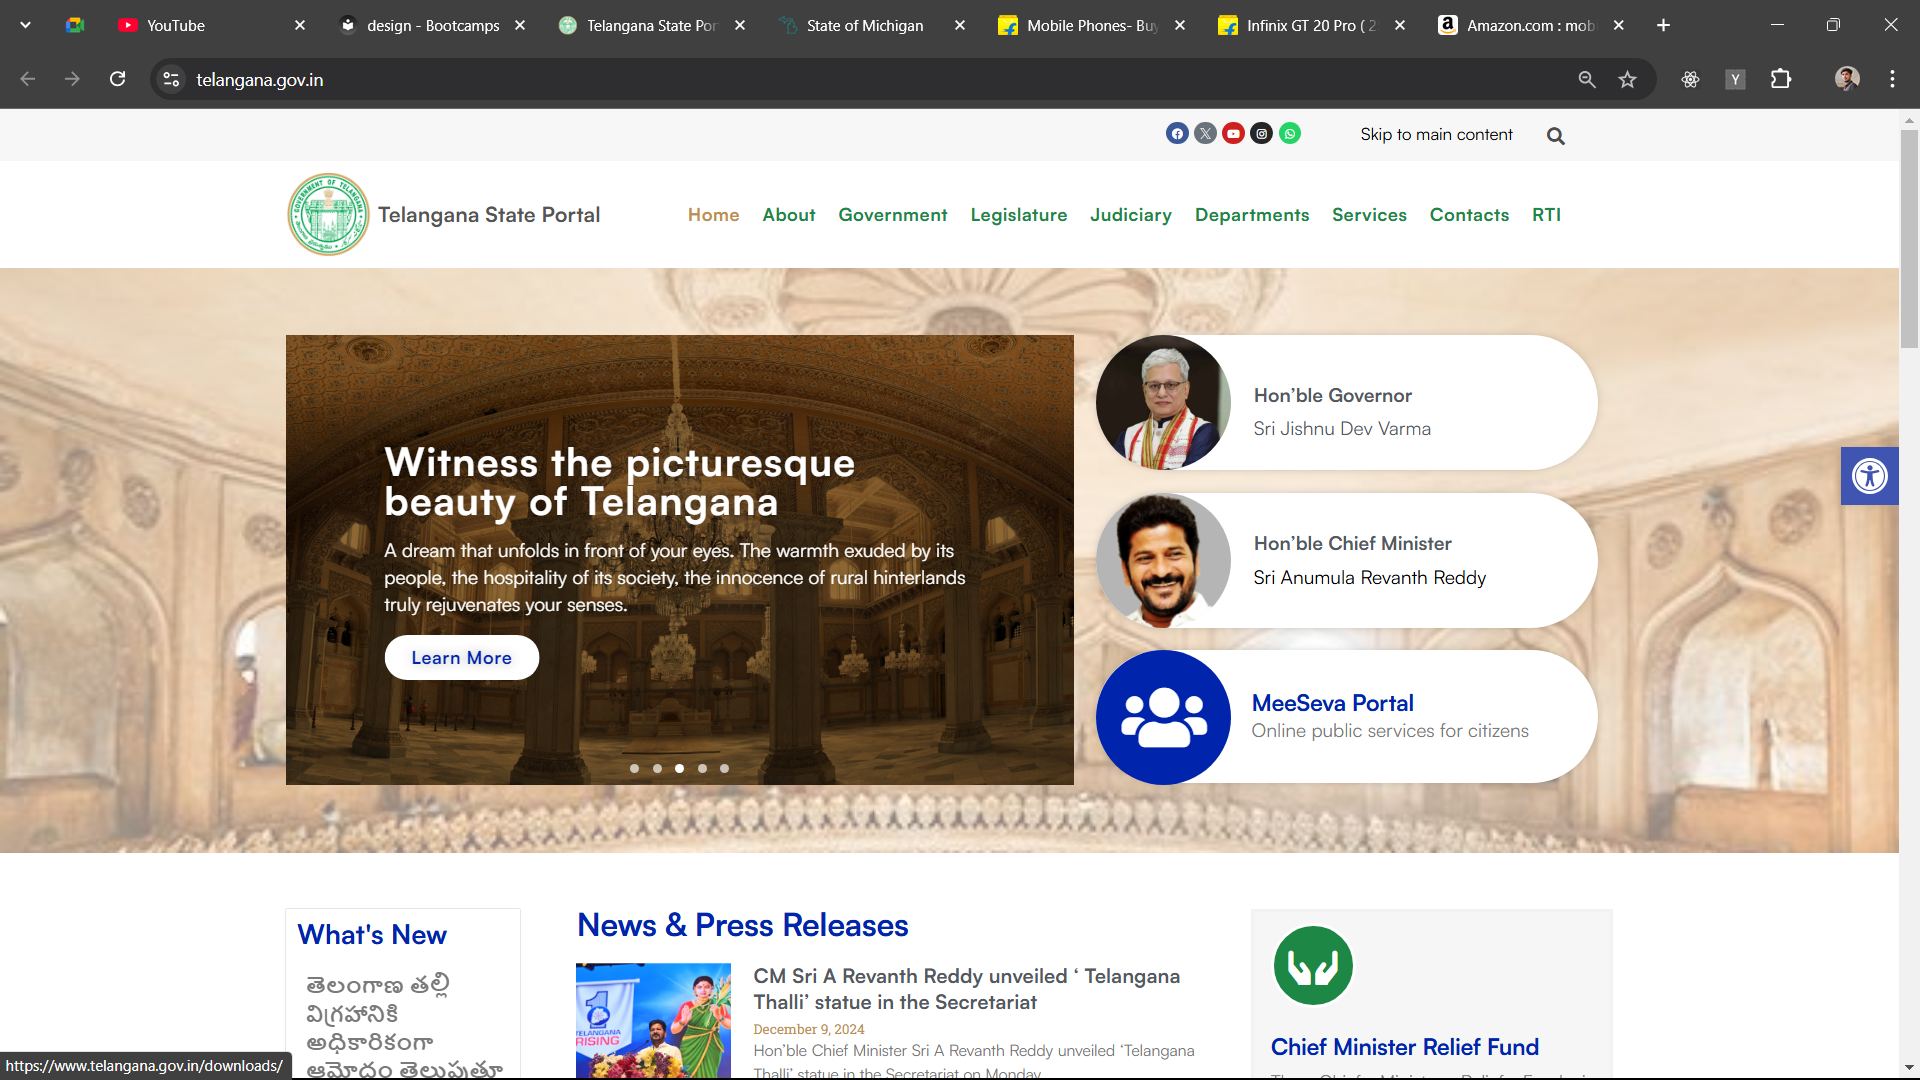 YouTube
design - Bootcamps
Telangana State Por
State of Michigan
Mobile Phones- Buy
Infinix GT 20 Pro ( 2
Amazon.com : mob
telangana.gov.in
Y
Skip to main content
Telangana State Portal
Home About Government Legislature Judiciary Departments Services Contacts RTI
Witness the picturesque
beauty of Telangana
A dream that unfolds in front of your eyes. The warmth exuded by its
people, the hospitality of its society, the innocence of rural hinterlands
truly rejuvenates your senses.
Learn More
Hon’ble Governor
Sri Jishnu Dev Varma
Hon’ble Chief Minister
Sri Anumula Revanth Reddy
MeeSeva Portal
Online public services for citizens
What's New
తెలంగాణ తల్లి
విగ్రహానికి
అధికారికంగా
ఆమోదం తెలుపుతూ
News & Press Releases
TELANGANA
RISING
CM Sri A Revanth Reddy unveiled ‘ Telangana
Thalli’ statue in the Secretariat
December 9, 2024
Hon’ble Chief Minister Sri A Revanth Reddy unveiled ‘Telangana
Thalli’ statue in the Secretariat on Monday
Chief Minister Relief Fund
https://www.telangana.gov.in/downloads/